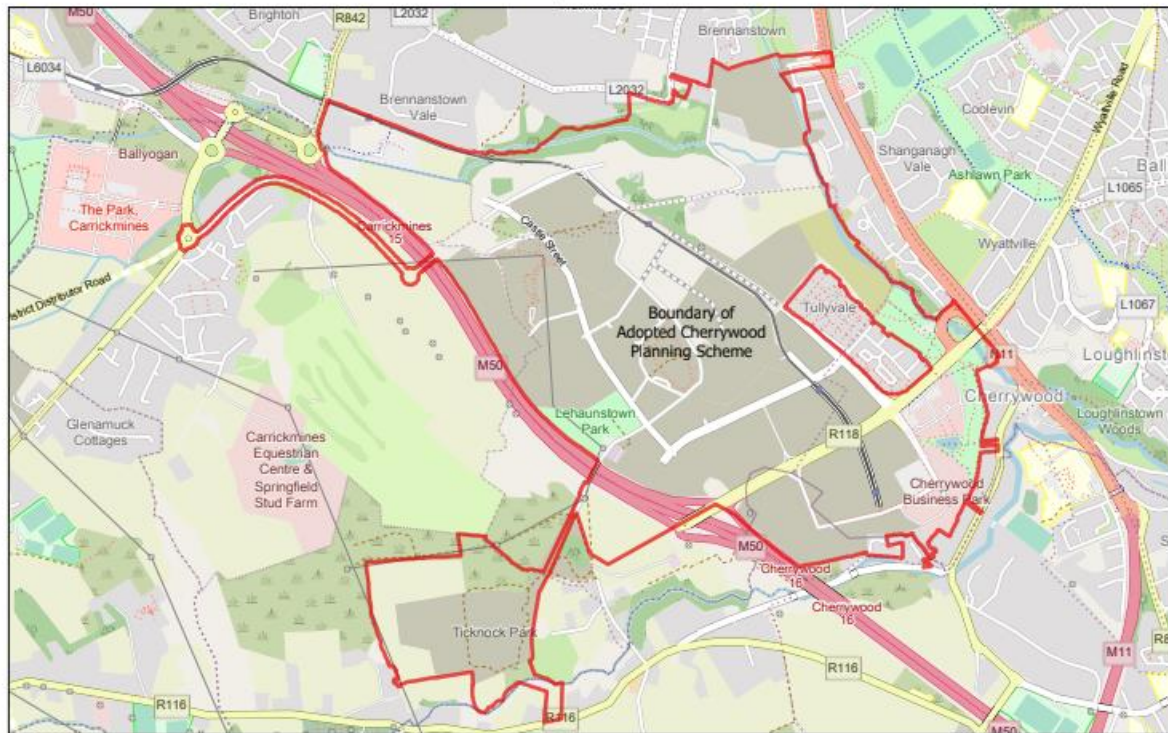 M50
Brighton
R842
L2032
Brennanstown
L6034
Brennanstown
Vale
L2032
Coolevin
Wyattville Road
Ballyogan
Shanganagh
Vale
Ashlawn Park
L1065
The Park,
Carrickmines
Carrickmines
15
Castle Street
Wyattville
District Distributor Road
Boundary of
Adopted Cherrywood
Planning Scheme
Tullyvale
L1067
M50
N11
Loughlinst
Cherrywood
Lehaunstown
Park
Loughlinstown
Woods
Glenamuck
Cottages
R118
Carrickmines
Equestrian
Centre &
Springfield
Stud Farm
Cherrywood
Business Park
M50
Cherrywood
16
Cherrywood
16
Ticknock Park
M11
R116
R116
R116
M50